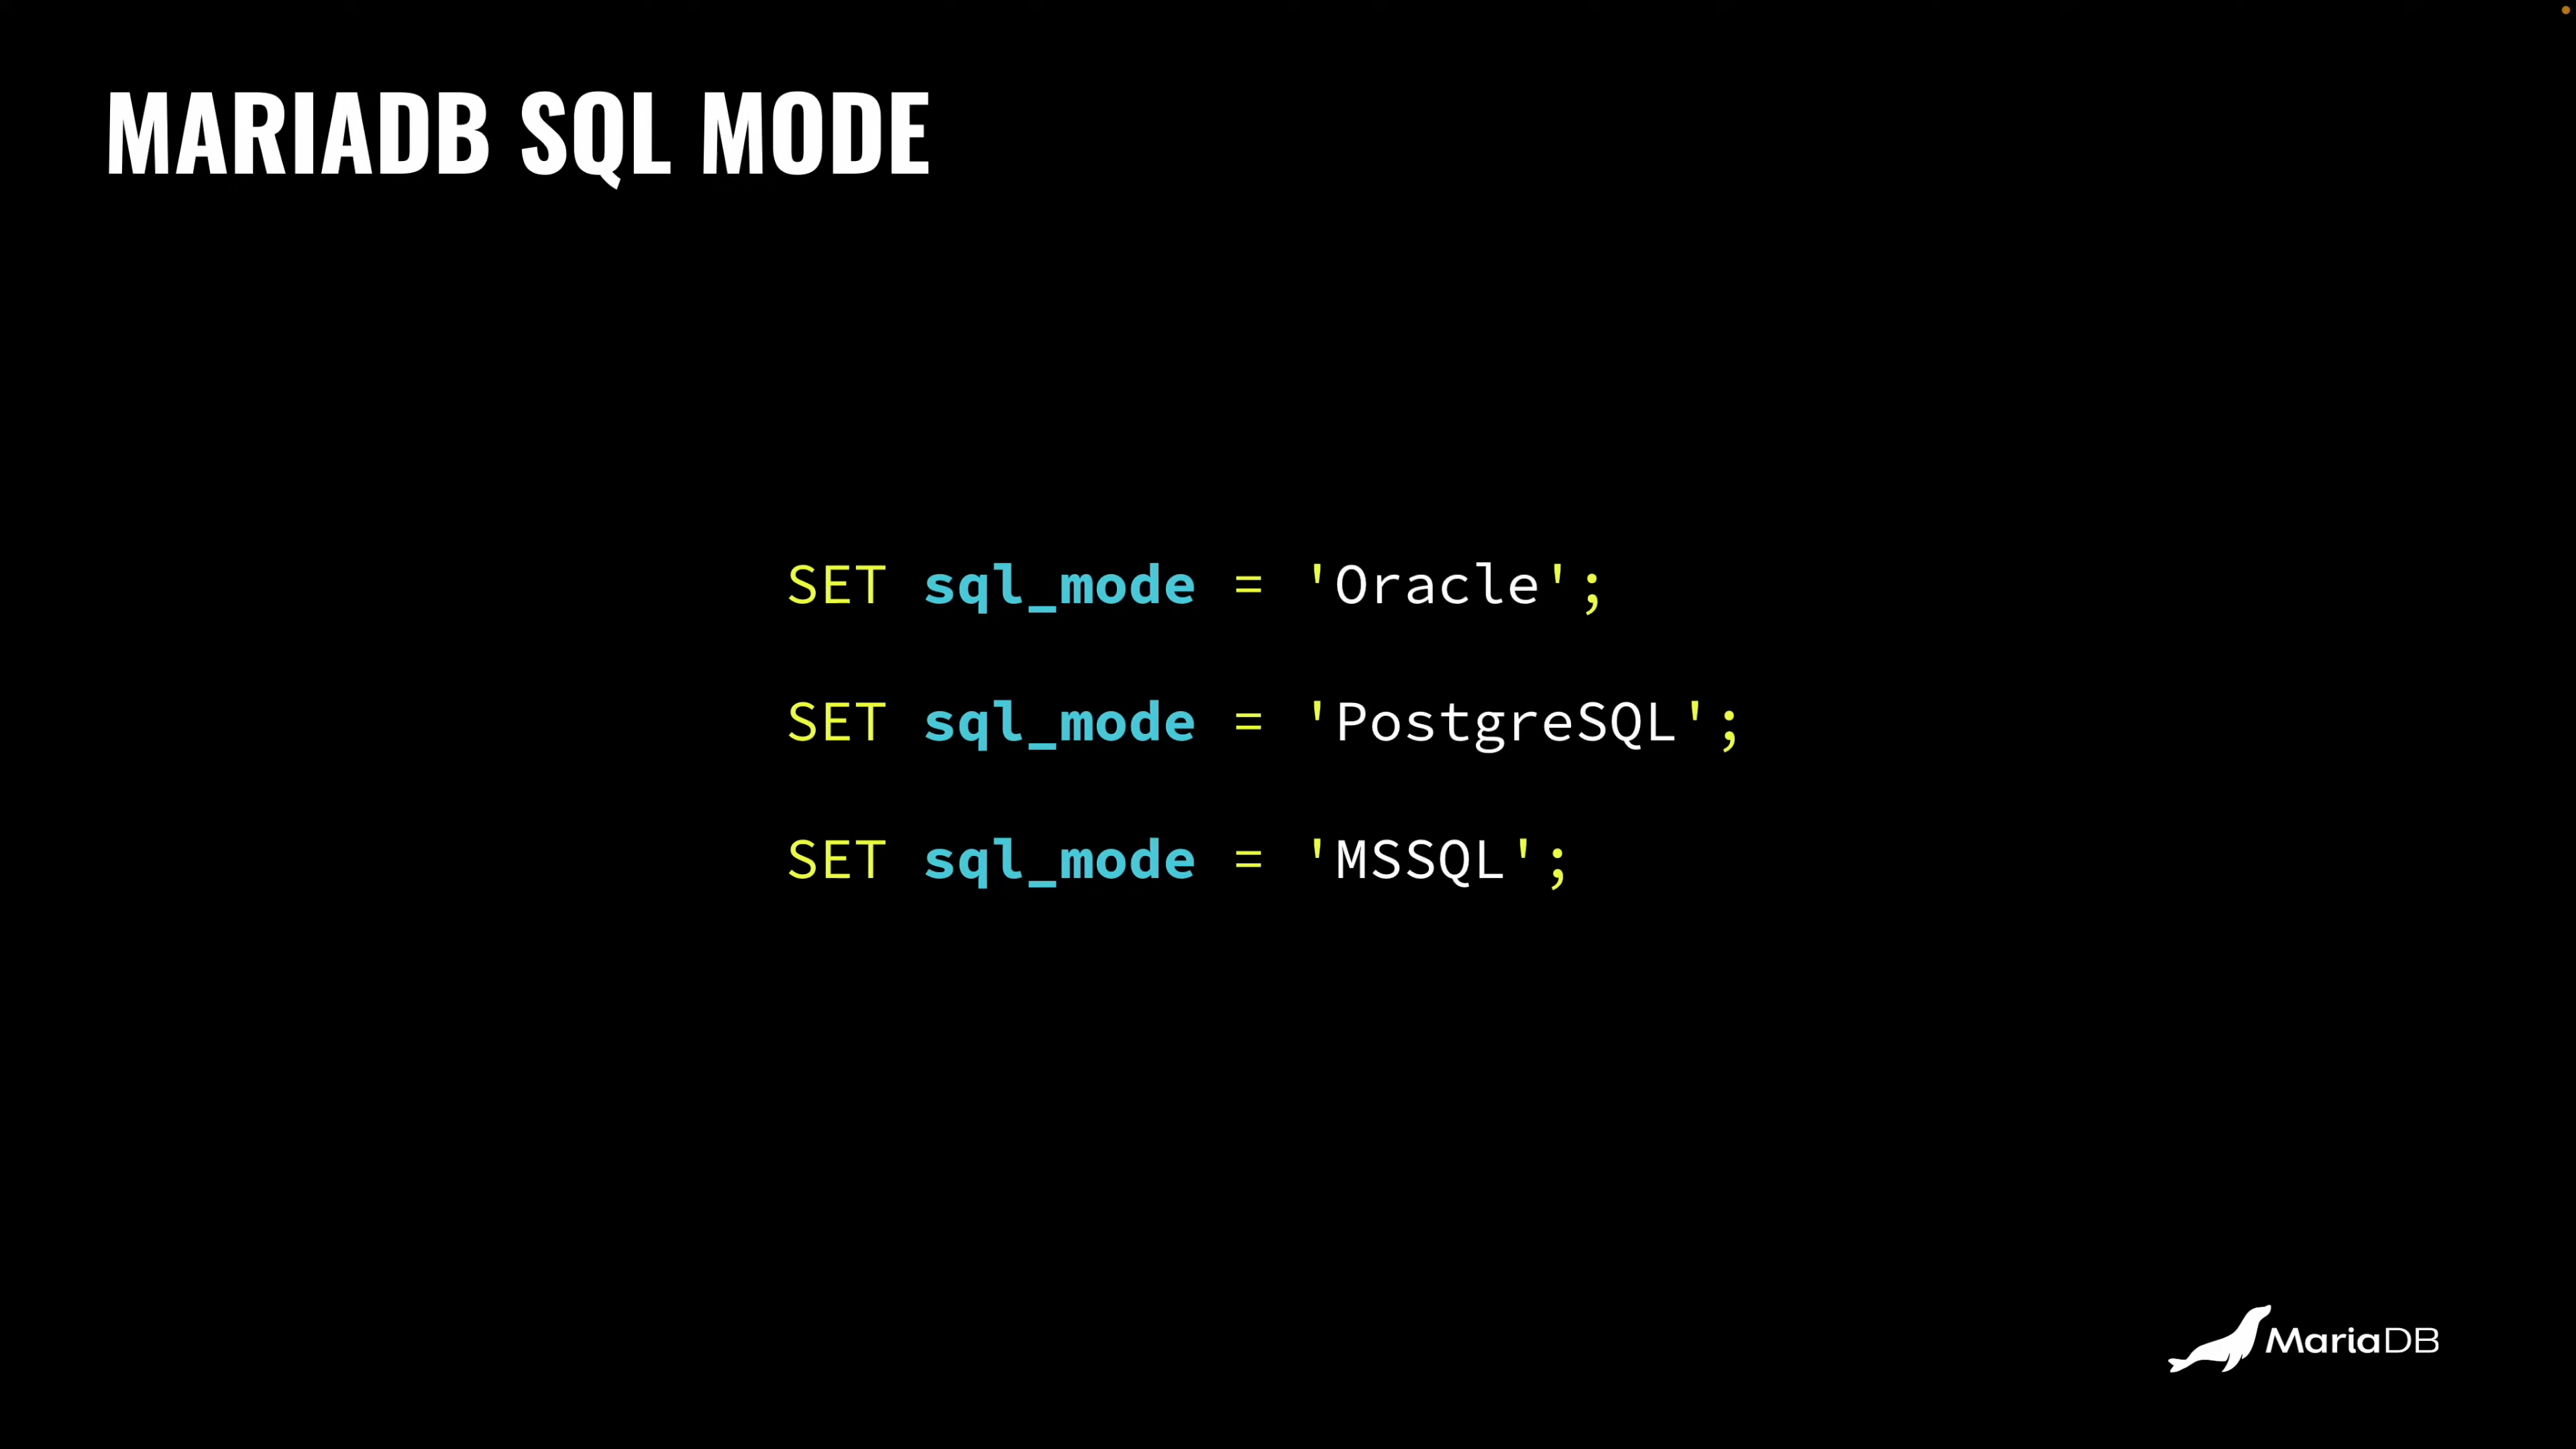 MARIADB SQL MODE
SET sql_mode = 'Oracle';
SET sql_mode = 'PostgreSQL';
SET sql_mode = 'MSSQL';
MariaDB